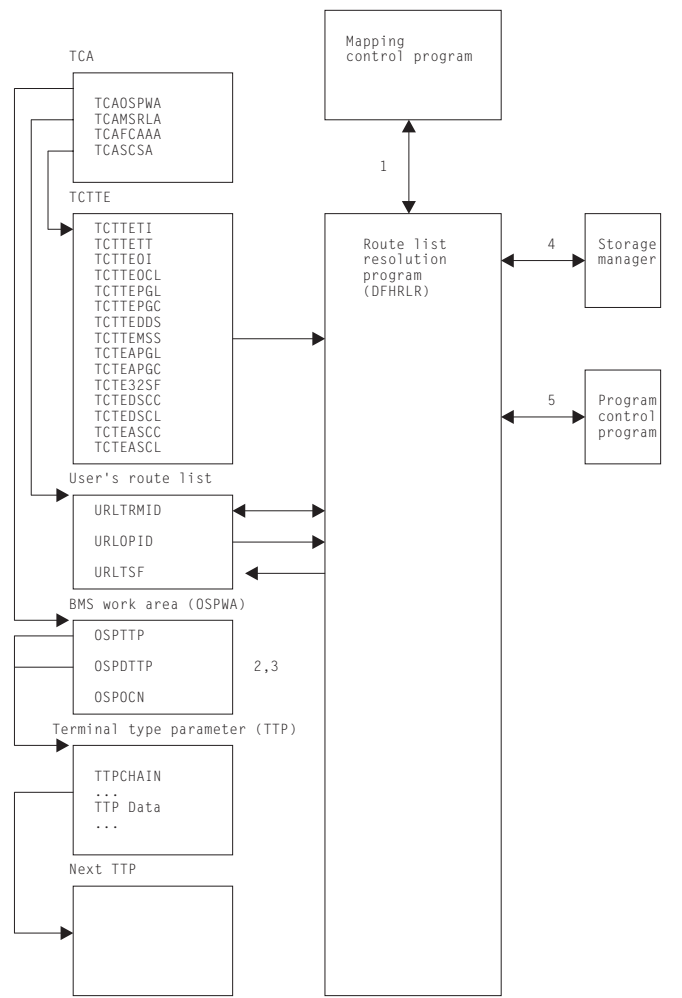 Mapping
control program
TCA
TCAOSPWA
TCAMSRLA
TCAFCAAA
TCASCSA
1
TCTTE
TCTTETI
TCTTETT
TCTTEOI
TCTTEOCL
TCTTEPGL
TCTTEPGC
TCTTEDDS
TCTTEMSS
TCTEAPGL
TCTEAPGC
TCTE32SF
TCTEDSCC
TCTEDSCL
TCTEASCC
TCTEASCL
Route list
resolution
program
(DFHRLR)
4
Storage
manager
5
Program
control
program
User's route list
URLTRMID
URLOPID
URLTSF
BMS work area (OSPWA)
OSPTTP
OSPDTTP
OSPOCN
2,3
Terminal type parameter (TTP)
TTPCHAIN
...
TTP Data
...
Next TTP